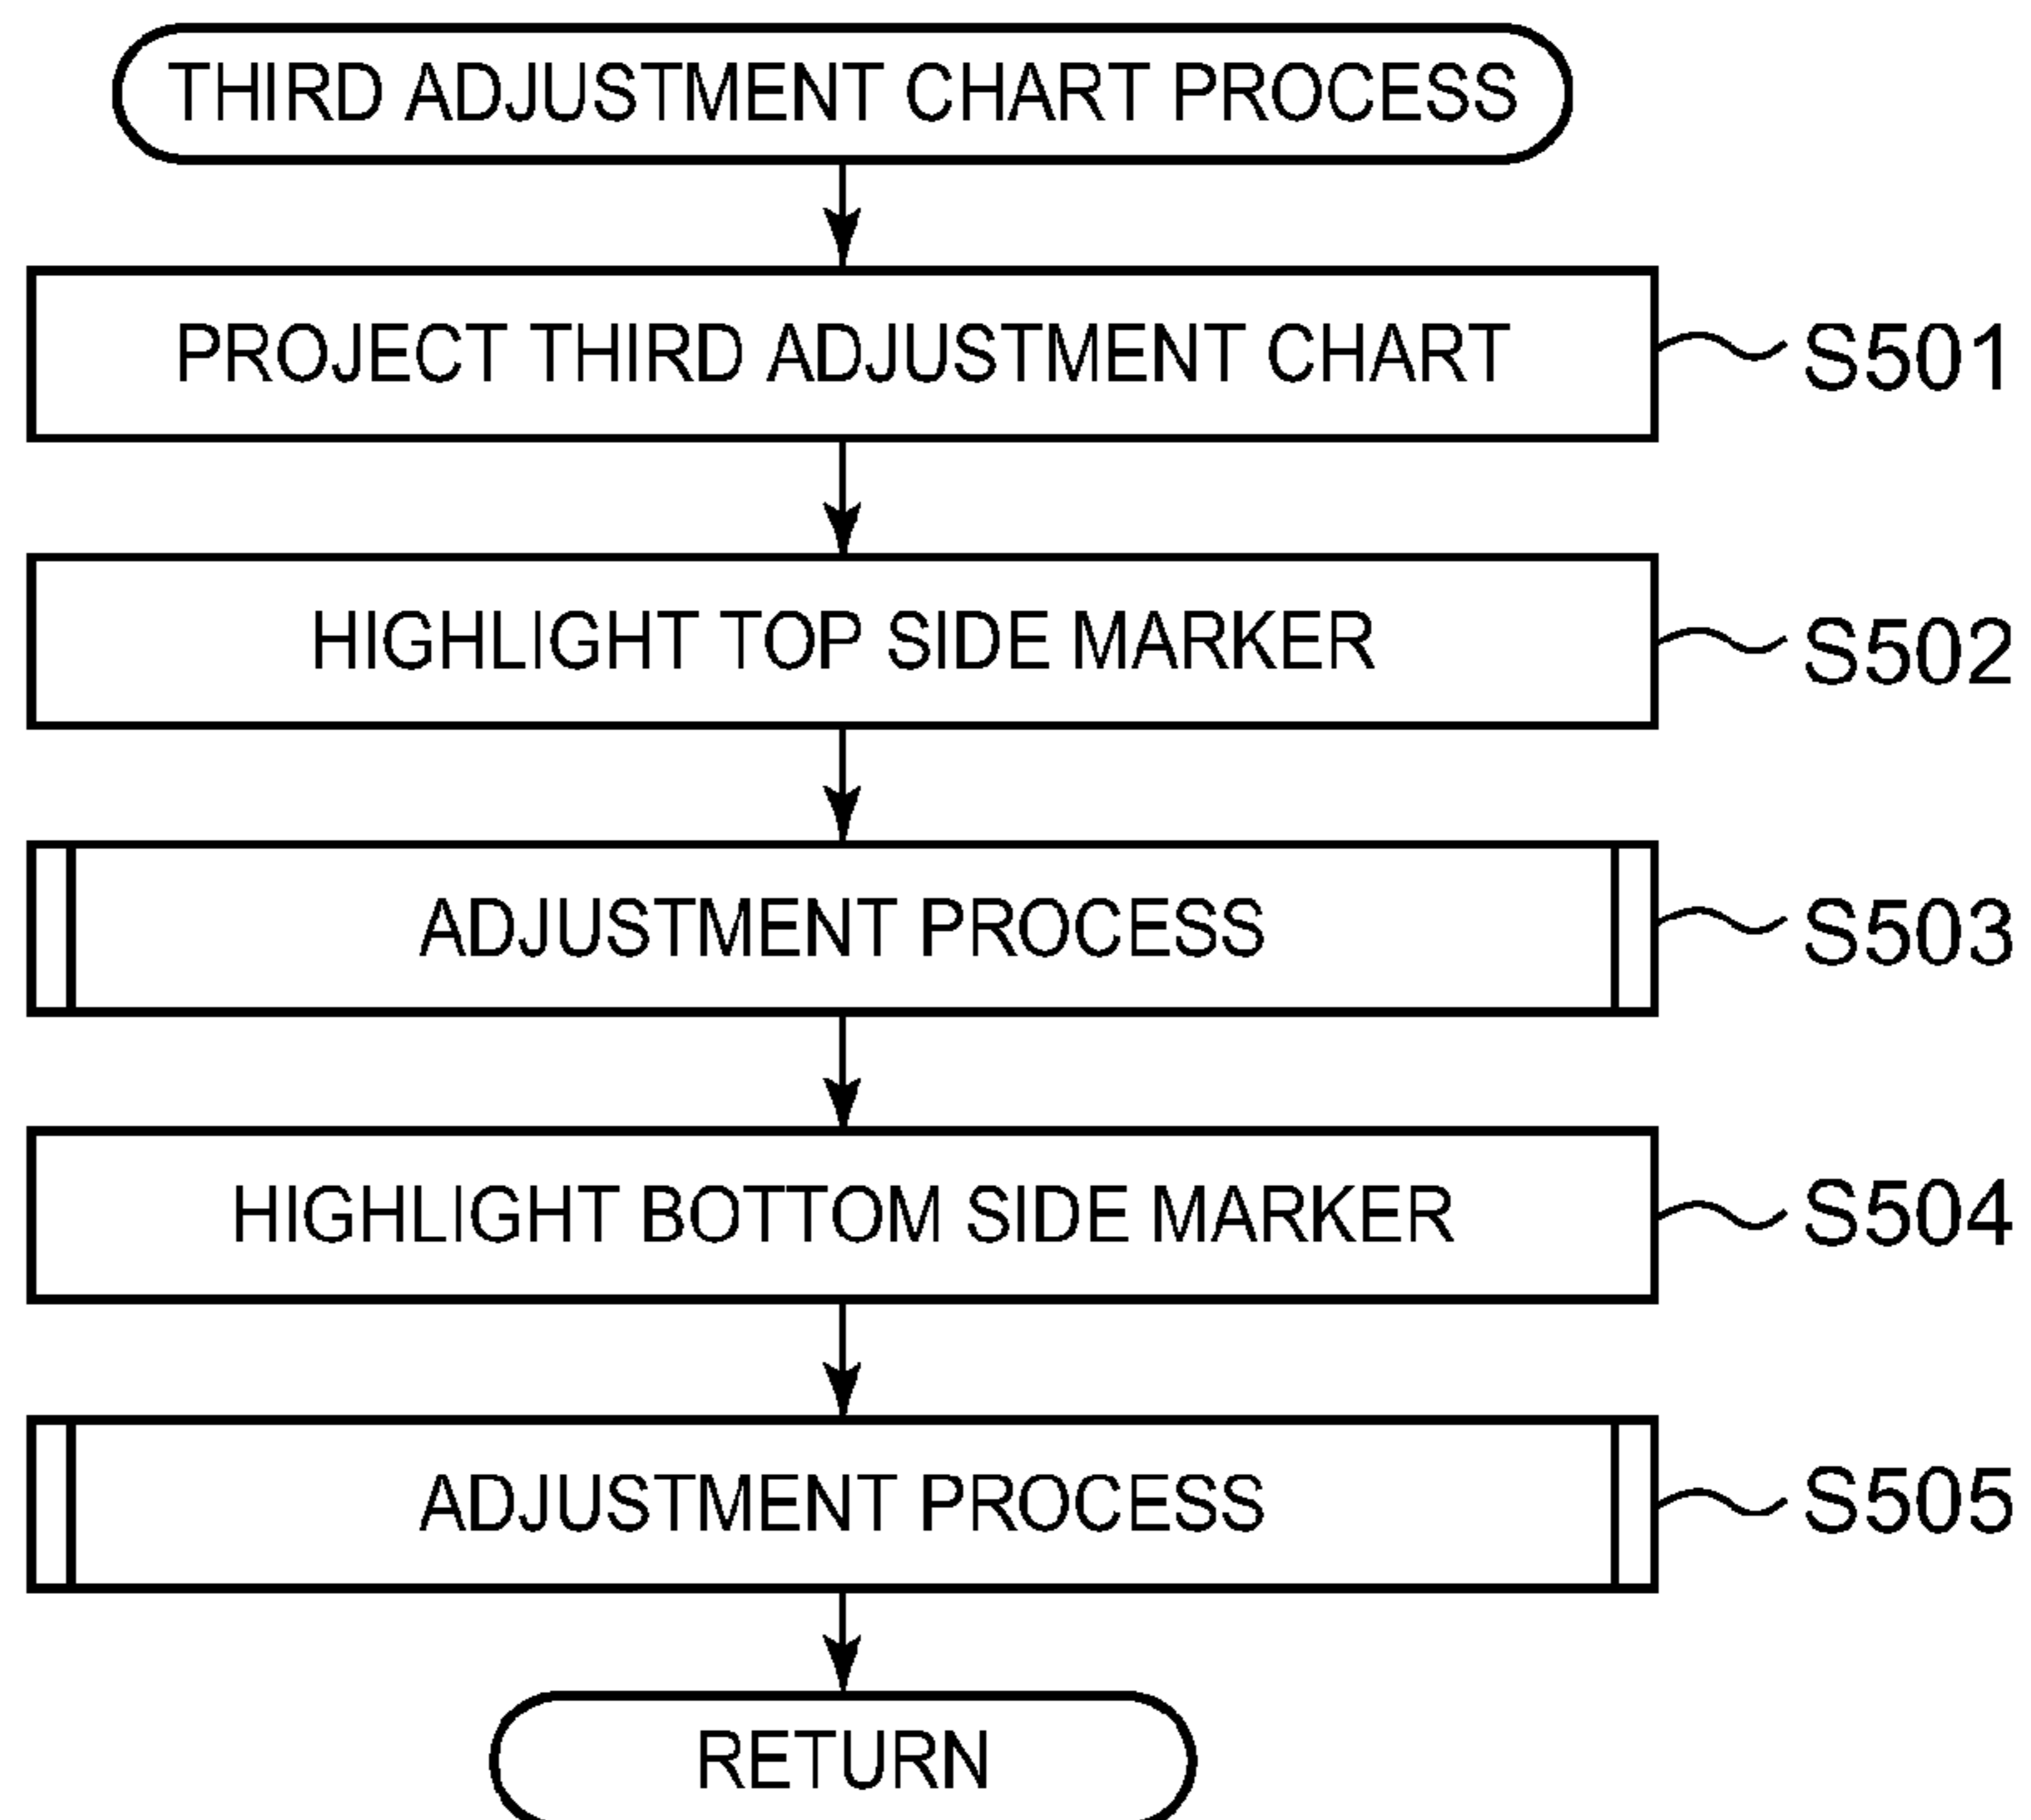 THIRD ADJUSTMENT CHART PROCESS
PROJECT THIRD ADJUSTMENT CHART
S501
HIGHLIGHT TOP SIDE MARKER
S502
ADJUSTMENT PROCESS
S503
HIGHLIGHT BOTTOM SIDE MARKER
S504
ADJUSTMENT PROCESS
S505
RETURN